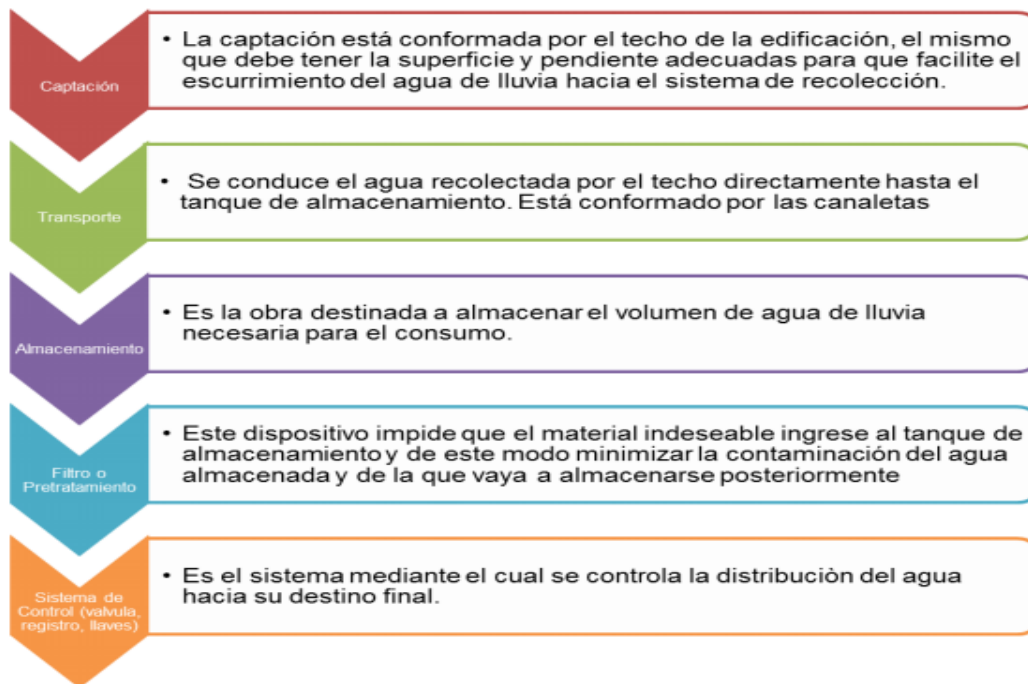 Captación
• La captación está conformada por el techo de la edificación, el mismo
que debe tener la superficie y pendiente adecuadas para que facilite el
escurrimiento del agua de lluvia hacia el sistema de recolección.
Transporte
• Se conduce el agua recolectada por el techo directamente hasta el
tanque de almacenamiento. Está conformado por las canaletas
Almacenamiento
• Es la obra destinada a almacenar el volumen de agua de lluvia
necesaria para el consumo.
Filtro o
Pretratamiento
• Este dispositivo impide que el material indeseable ingrese al tanque de
almacenamiento y de este modo minimizar la contaminación del agua
almacenada y de la que vaya a almacenarse posteriormente
Sistema de
Control (valvula,
registro, llaves)
• Es el sistema mediante el cual se controla la distribuciòn del agua
hacia su destino final.